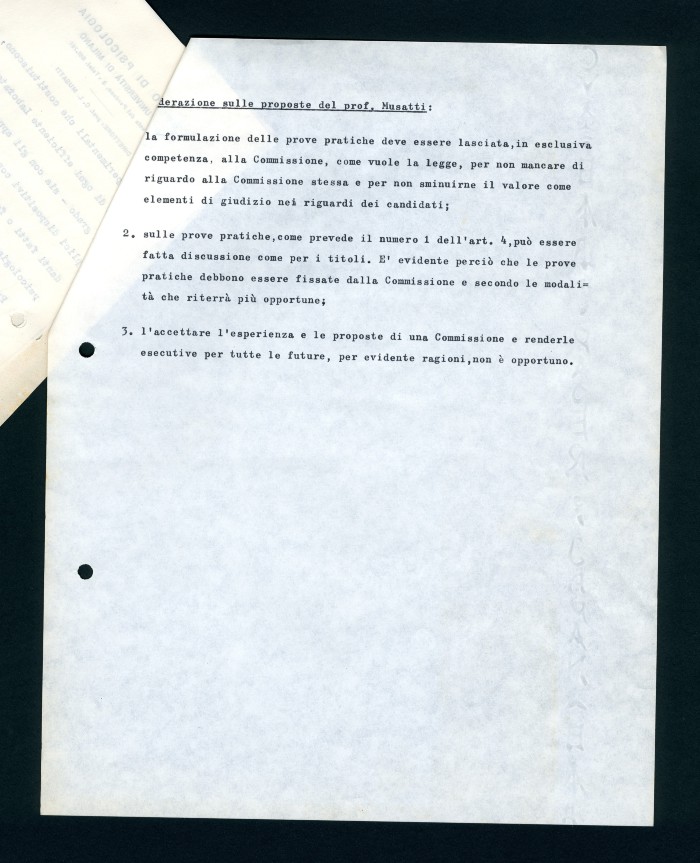 derazione sulle proposte del prof. Musatti:
la formulazione delle prove pratiche deve essere lasciata,in esclusiva
competenza, alla Commissione, come vuole la legge, per non mancare di
riguardo alla Commissione stessa e per non sminuirne il valore come
elementi di giudizio nei riguardi dei candidati;
2. sulle prove pratiche,come prevede il numero 1 dell'art. 4,può essere
fatta discussione come per i titoli. E' evidente perciò che le prove
pratiche debbono essere fissate dalla Commissione e secondo le modali=
tà che riterrà più opportune;
3. l'accettare l'esperienza e le proposte di una Commissione e renderle
esecutive per tutte le future, per evidente ragioni,non è opportuno.
DI PSICOLOGIA